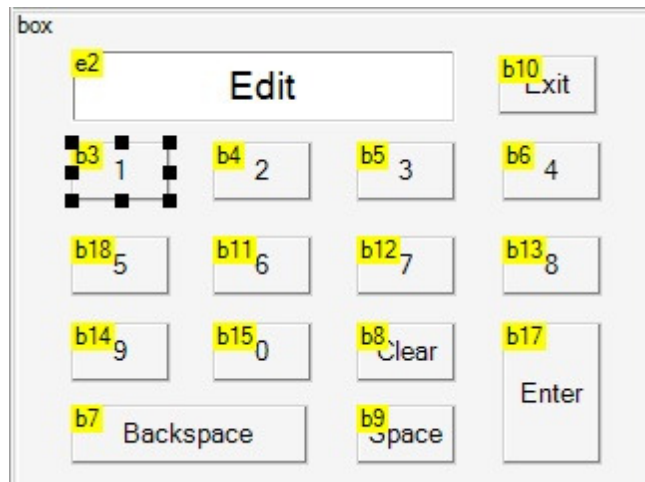 box
e2 Edit b10 Exit
b3 1 b4 2 b5 3 b6 4
b18 5 b11 6 b12 7 b13 8
b14 9 b15 0 b8 Clear b17 Enter
b7 Backspace b9 Space